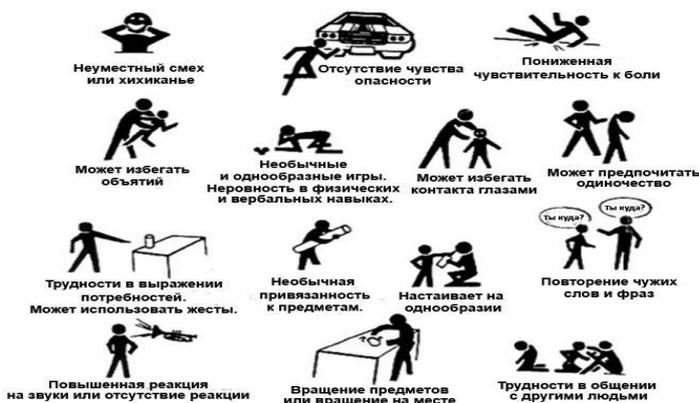 Неуместный смех
или хихиканье
Отсутствие чувства
опасности
Пониженная
чувствительность к боли
Может избегать
объятий
Необычные
и однообразные игры.
Неровность в физических
и вербальных навыках.
Может избегать
контакта глазами
Может предпочитать
одиночество
Трудности в выражении
потребностей.
Может использовать жесты.
Необычная
привязанность
к предметам.
Настаивает на
однообразии
Ты куда?
Ты куда?
Повторение чужих
слов и фраз
Повышенная реакция
на звуки или отсутствие реакции
Вращение предметов
или вращение на месте
Трудности в общении
с другими людьми